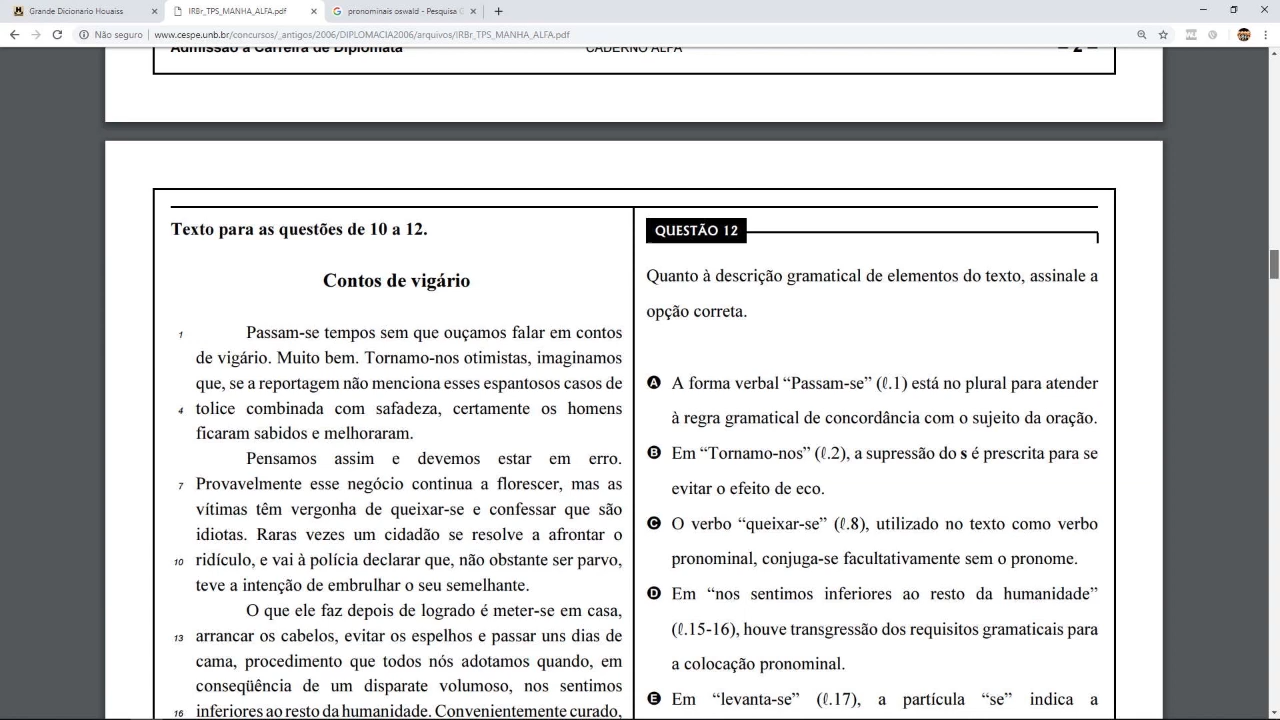 Grande Dicionario Houaiss
IRBr_TPS_MANHA_ALFA.pdf
pronominais oswald - Pesquisa G
Não seguro
www.cespe.unb.br/concursos/_antigos/2006/DIPLOMACIA2006/arquivos/IRBr_TPS_MANHA_ALFA.pdf
Admissão à Carreira de Diplomata
CADERNO ALFA
– 2 –
Texto para as questões de 10 a 12.
Contos de vigário
1 Passam-se tempos sem que ouçamos falar em contos
de vigário. Muito bem. Tornamo-nos otimistas, imaginamos
que, se a reportagem não menciona esses espantosos casos de
4 tolice combinada com safadeza, certamente os homens
ficaram sabidos e melhoraram.
Pensamos assim e devemos estar em erro.
7 Provavelmente esse negócio continua a florescer, mas as
vítimas têm vergonha de queixar-se e confessar que são
idiotas. Raras vezes um cidadão se resolve a afrontar o
10 ridículo, e vai à polícia declarar que, não obstante ser parvo,
teve a intenção de embrulhar o seu semelhante.
O que ele faz depois de logrado é meter-se em casa,
13 arrancar os cabelos, evitar os espelhos e passar uns dias de
cama, procedimento que todos nós adotamos quando, em
conseqüência de um disparate volumoso, nos sentimos
16 inferiores ao resto da humanidade. Convenientemente curado,
QUESTÃO 12
Quanto à descrição gramatical de elementos do texto, assinale a
opção correta.
A A forma verbal “Passam-se” (ℓ.1) está no plural para atender
à regra gramatical de concordância com o sujeito da oração.
B Em “Tornamo-nos” (ℓ.2), a supressão do s é prescrita para se
evitar o efeito de eco.
C O verbo “queixar-se” (ℓ.8), utilizado no texto como verbo
pronominal, conjuga-se facultativamente sem o pronome.
D Em “nos sentimos inferiores ao resto da humanidade”
(ℓ.15-16), houve transgressão dos requisitos gramaticais para
a colocação pronominal.
E Em “levanta-se” (ℓ.17), a partícula “se” indica a